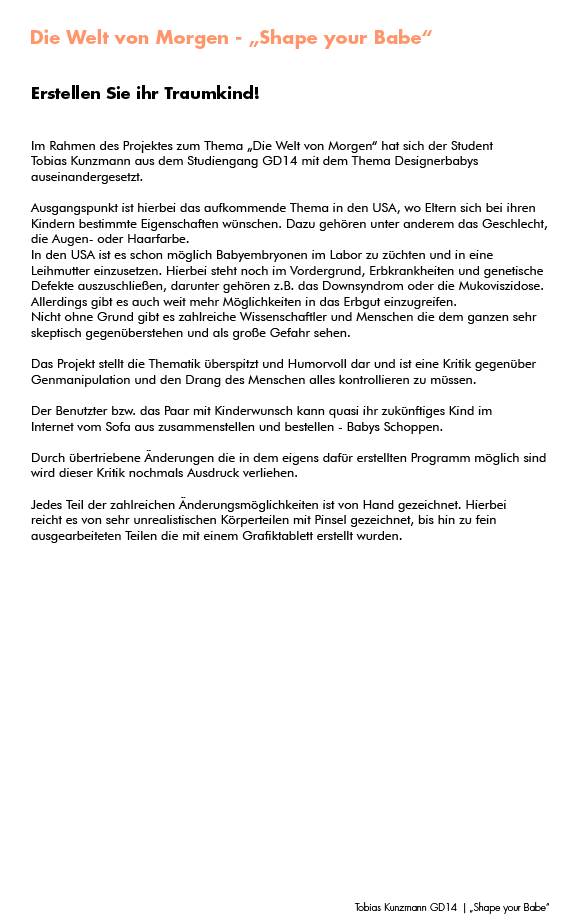 Die Welt von Morgen - „Shape your Babe“
Erstellen Sie ihr Traumkind!
Im Rahmen des Projektes zum Thema „Die Welt von Morgen“ hat sich der Student
Tobias Kunzmann aus dem Studiengang GD14 mit dem Thema Designerbabys
auseinandergesetzt.
Ausgangspunkt ist hierbei das aufkommende Thema in den USA, wo Eltern sich bei ihren
Kindern bestimmte Eigenschaften wünschen. Dazu gehören unter anderem das Geschlecht,
die Augen- oder Haarfarbe.
In den USA ist es schon möglich Babyembryonen im Labor zu züchten und in eine
Leihmutter einzusetzen. Hierbei steht noch im Vordergrund, Erbkrankheiten und genetische
Defekte auszuschließen, darunter gehören z.B. das Downsyndrom oder die Mukoviszidose.
Allerdings gibt es auch weit mehr Möglichkeiten in das Erbgut einzugreifen.
Nicht ohne Grund gibt es zahlreiche Wissenschaftler und Menschen die dem ganzen sehr
skeptisch gegenüberstehen und als große Gefahr sehen.
Das Projekt stellt die Thematik überspitzt und Humorvoll dar und ist eine Kritik gegenüber
Genmanipulation und den Drang des Menschen alles kontrollieren zu müssen.
Der Benutzter bzw. das Paar mit Kinderwunsch kann quasi ihr zukünftiges Kind im
Internet vom Sofa aus zusammenstellen und bestellen - Babys Schoppen.
Durch übertriebene Änderungen die in dem eigens dafür erstellten Programm möglich sind
wird dieser Kritik nochmals Ausdruck verliehen.
Jedes Teil der zahlreichen Änderungsmöglichkeiten ist von Hand gezeichnet. Hierbei
reicht es von sehr unrealistischen Körperteilen mit Pinsel gezeichnet, bis hin zu fein
ausgearbeiteten Teilen die mit einem Grafiktablett erstellt wurden.
Tobias Kunzmann GD14 | „Shape your Babe“